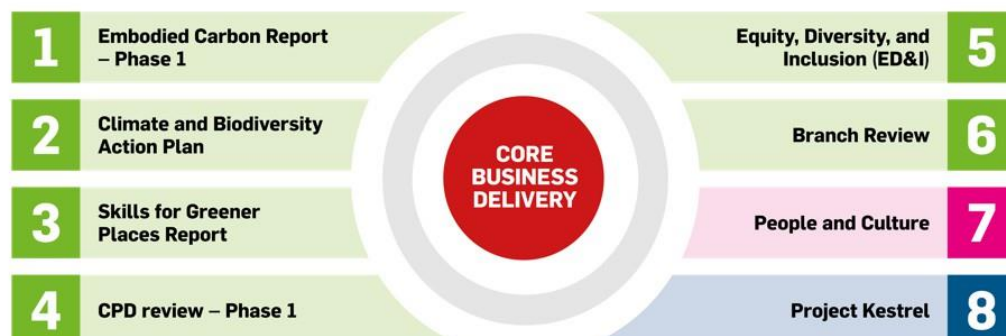 1
Embodied Carbon Report
– Phase 1
2
Climate and Biodiversity
Action Plan
3
Skills for Greener
Places Report
4
CPD review – Phase 1
CORE
BUSINESS
DELIVERY
Equity, Diversity, and
Inclusion (ED&I)
5
Branch Review
6
People and Culture
7
Project Kestrel
8